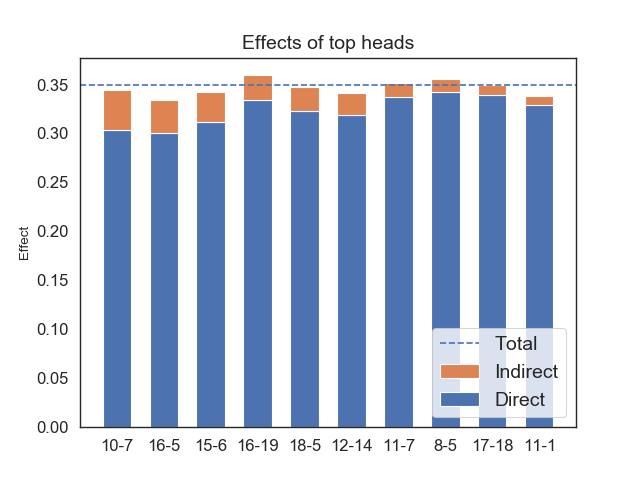 Effects of top heads
Effect
0.35
0.30
0.25
0.20
0.15
0.10
0.05
0.00
Total
Indirect
Direct
10-7 16-5 15-6 16-19 18-5 12-14 11-7 8-5 17-18 11-1